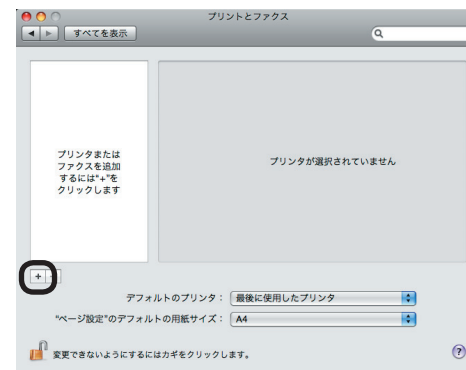 プリントとファクス
すべてを表示
プリンタまたは
ファクスを追加
するには"+"を
クリックします
プリンタが選択されていません
+
デフォルトのプリンタ： 最後に使用したプリンタ
"ページ設定"のデフォルトの用紙サイズ： A4
変更できないようにするにはカギをクリックします。
?